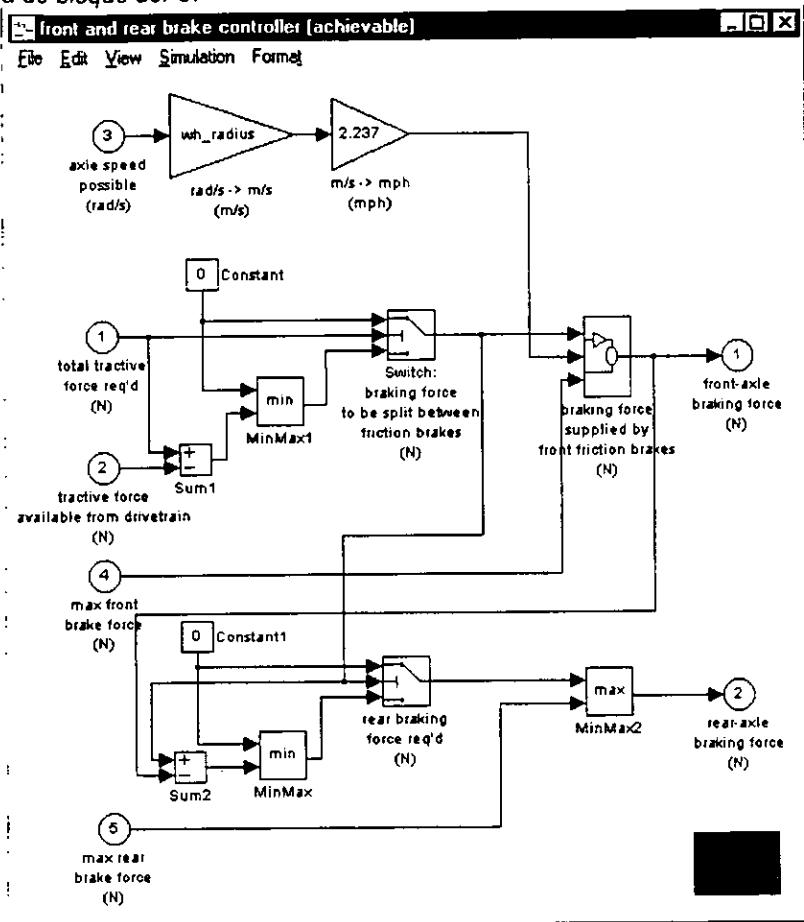 front and rear brake controller (achievable)
File Edit View Simulation Format
3
wh_radius
2.237
axle speed
possible
(rad/s)
rad/s -> m/s
(m/s)
m/s -> mph
(mph)
0
Constant
1
total tractive
force req'd
(N)
Switch:
braking force
to be split between
friction brakes
(N)
min
MinMax1
braking force
supplied by
front friction brakes
(N)
1
front-axle
braking force
(N)
+
−
Sum1
2
tractive force
available from drivetrain
(N)
4
max front
brake force
(N)
0
Constant1
rear braking
force req'd
(N)
max
MinMax2
2
rear-axle
braking force
(N)
+
−
Sum2
min
MinMax
5
max rear
brake force
(N)